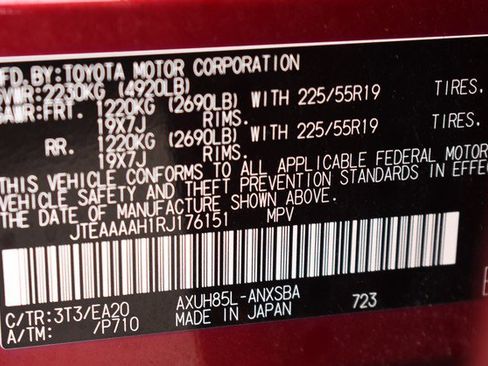 MFD.BY:TOYOTA MOTOR CORPORATION
GVWR:2230KG (4920LB)
GAWR:FRT. 1220KG (2690LB) WITH 225/55R19 TIRES.
19X7J RIMS.
RR. 1220KG (2690LB) WITH 225/55R19 TIRES.
19X7J RIMS.
THIS VEHICLE CONFORMS TO ALL APPLICABLE FEDERAL MOTOR
VEHICLE SAFETY AND THEFT PREVENTION STANDARDS IN EFFE
THE DATE OF MANUFACTURE SHOWN ABOVE.
JTEAAAAH1RJ176151 MPV
C/TR:3T3/EA20 AXUH85L-ANXSBA 723
A/TM: /P710 MADE IN JAPAN